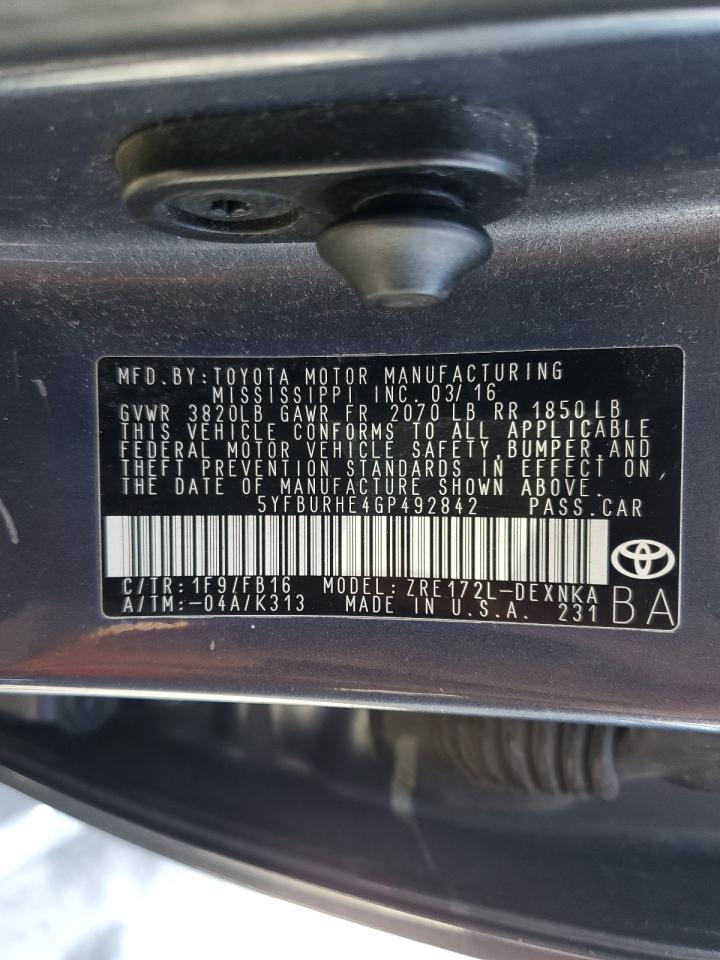 MFD.BY:TOYOTA MOTOR MANUFACTURING
MISSISSIPPI INC. 03/16
GVWR 3820LB GAWR FR 2070 LB RR 1850LB
THIS VEHICLE CONFORMS TO ALL APPLICABLE
FEDERAL MOTOR VEHICLE SAFETY,BUMPER,AND
THEFT PREVENTION STANDARDS IN EFFECT ON
THE DATE OF MANUFACTURE SHOWN ABOVE.
5YFBURHE4GP492842 PASS.CAR
C/TR:1F9/FB16 MODEL:ZRE172L-DEXNKA
A/TM:-04A/K313 MADE IN U.S.A. 231 BA